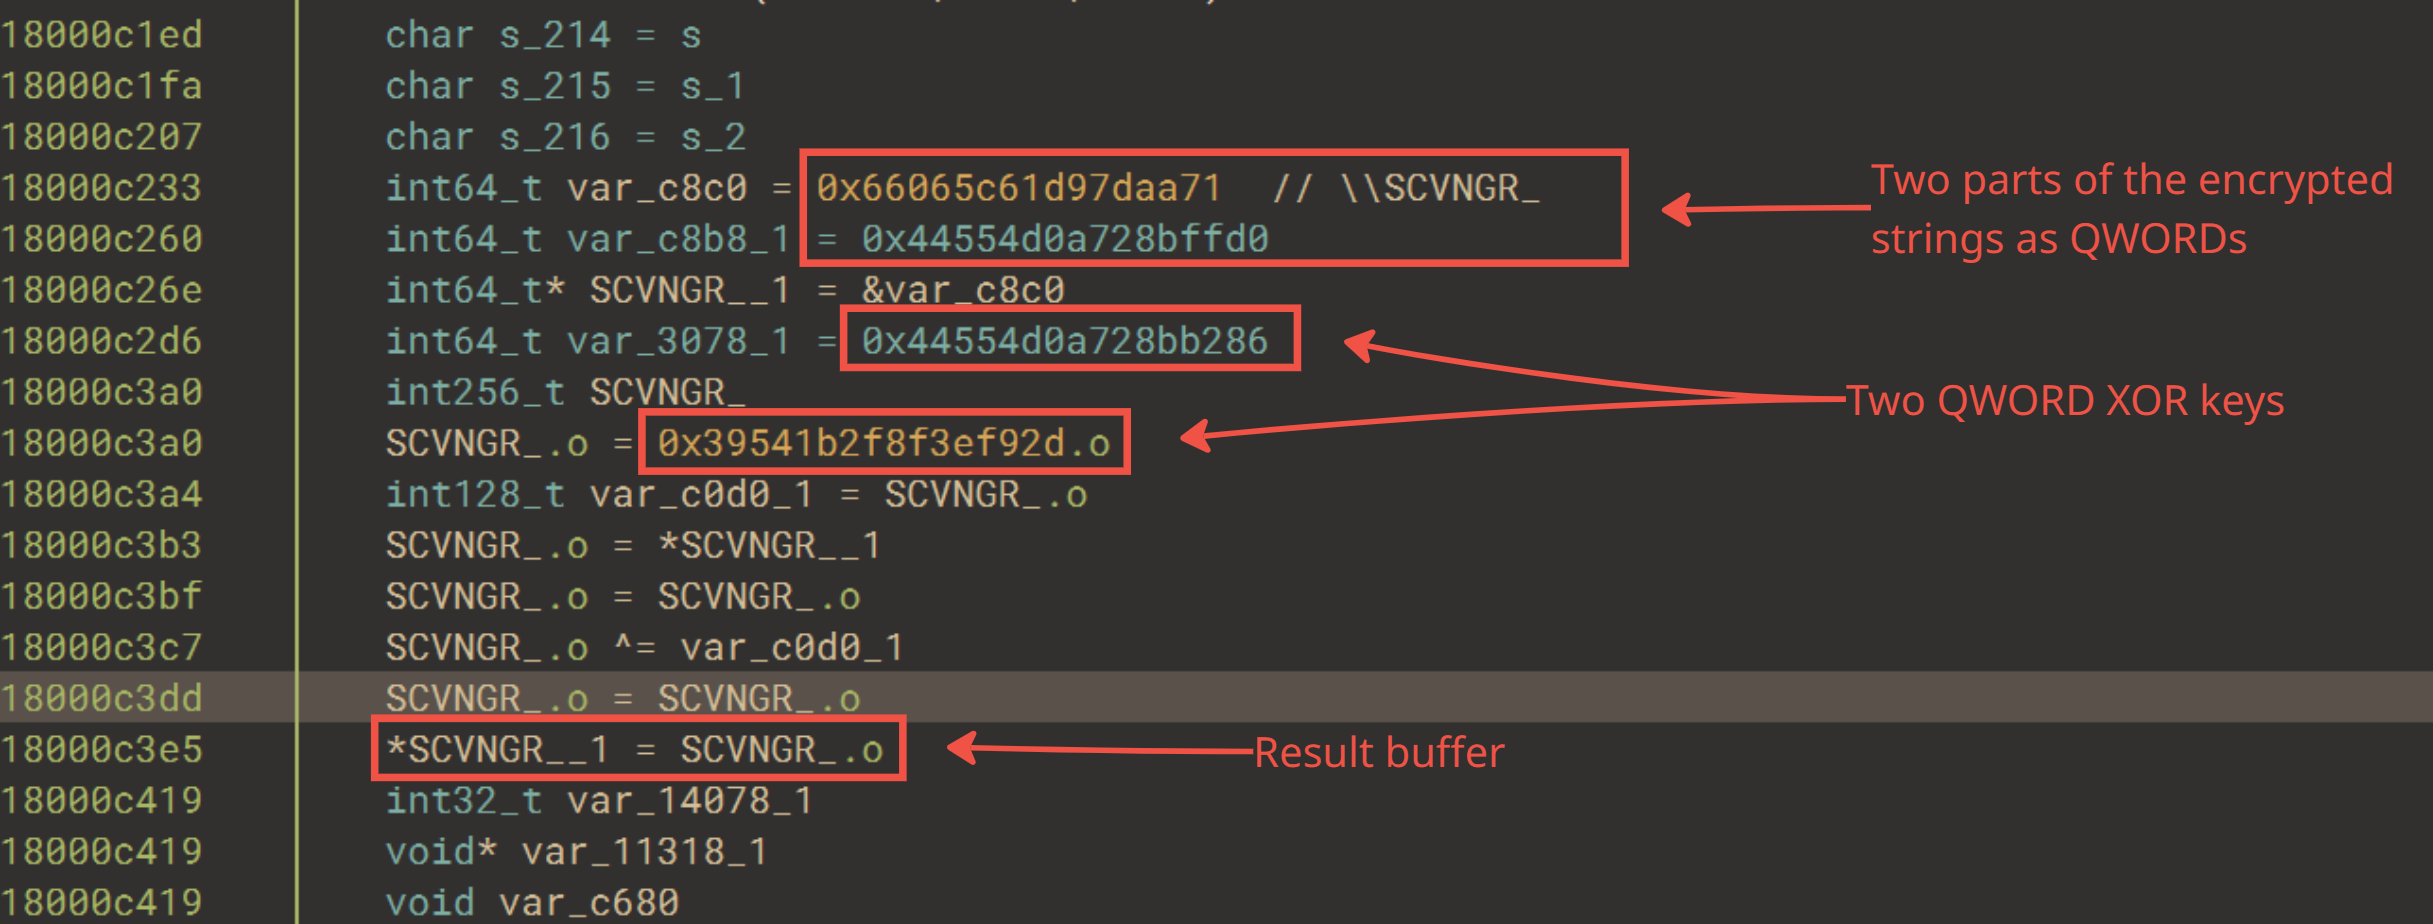 18000c1ed char s_214 = s
18000c1fa char s_215 = s_1
18000c207 char s_216 = s_2
18000c233 int64_t var_c8c0 = 0x66065c61d97daa71 // \\SCVNGR_
18000c260 int64_t var_c8b8_1 = 0x44554d0a728bffd0
Two parts of the encrypted
strings as QWORDs
18000c26e int64_t* SCVNGR__1 = &var_c8c0
18000c2d6 int64_t var_3078_1 = 0x44554d0a728bb286
18000c3a0 int256_t SCVNGR_
Two QWORD XOR keys
18000c3a0 SCVNGR_.o = 0x39541b2f8f3ef92d.o
18000c3a4 int128_t var_c0d0_1 = SCVNGR_.o
18000c3b3 SCVNGR_.o = *SCVNGR__1
18000c3bf SCVNGR_.o = SCVNGR_.o
18000c3c7 SCVNGR_.o ^= var_c0d0_1
18000c3dd SCVNGR_.o = SCVNGR_.o
18000c3e5 *SCVNGR__1 = SCVNGR_.o
Result buffer
18000c419 int32_t var_14078_1
18000c419 void* var_11318_1
18000c419 void var_c680